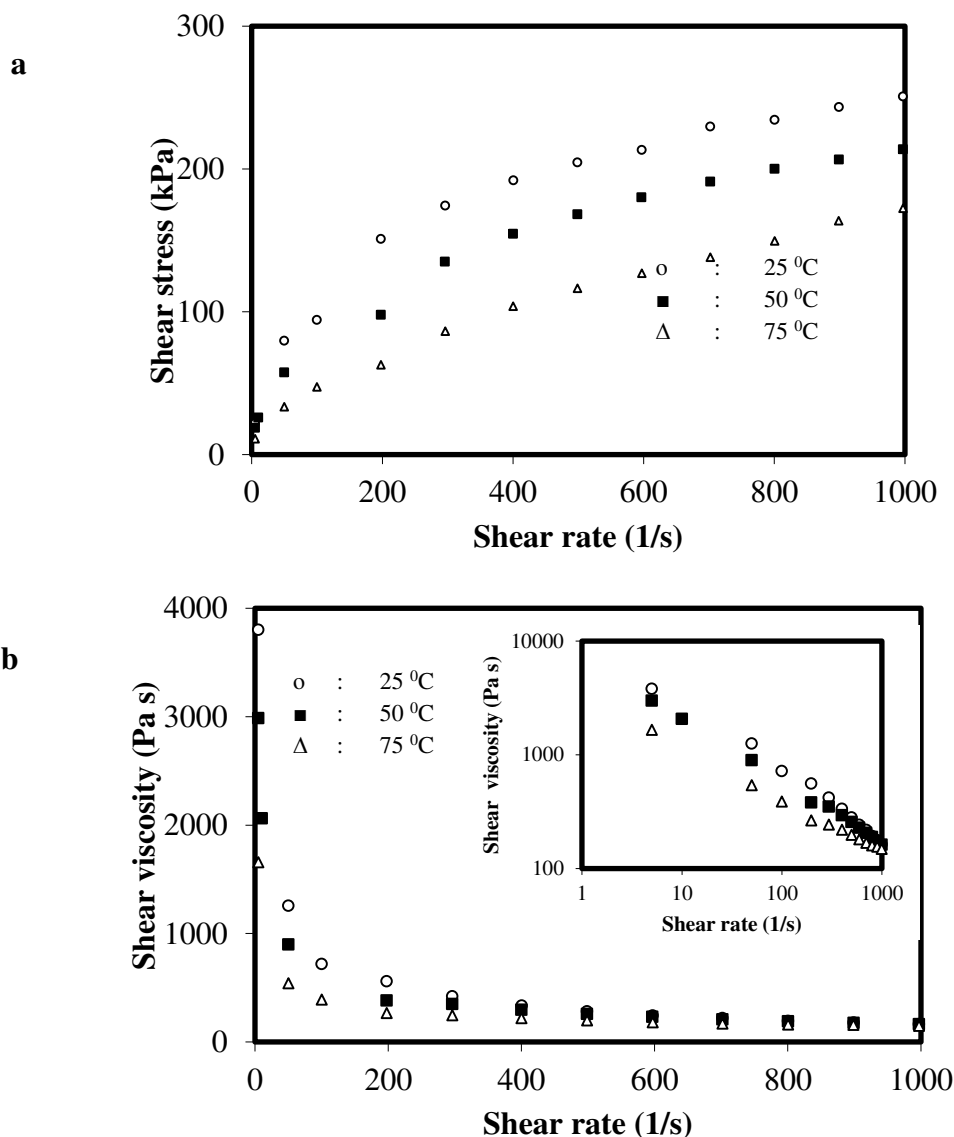 a
300
200
100
0
Shear stress (kPa)
o : 25 ⁰C
■ : 50 ⁰C
Δ : 75 ⁰C
0 200 400 600 800 1000
Shear rate (1/s)
b
4000
3000
2000
1000
0
Shear viscosity (Pa s)
o : 25 ⁰C
■ : 50 ⁰C
Δ : 75 ⁰C
10000
1000
100
Shear viscosity (Pa s)
1 10 100 1000
Shear rate (1/s)
0 200 400 600 800 1000
Shear rate (1/s)